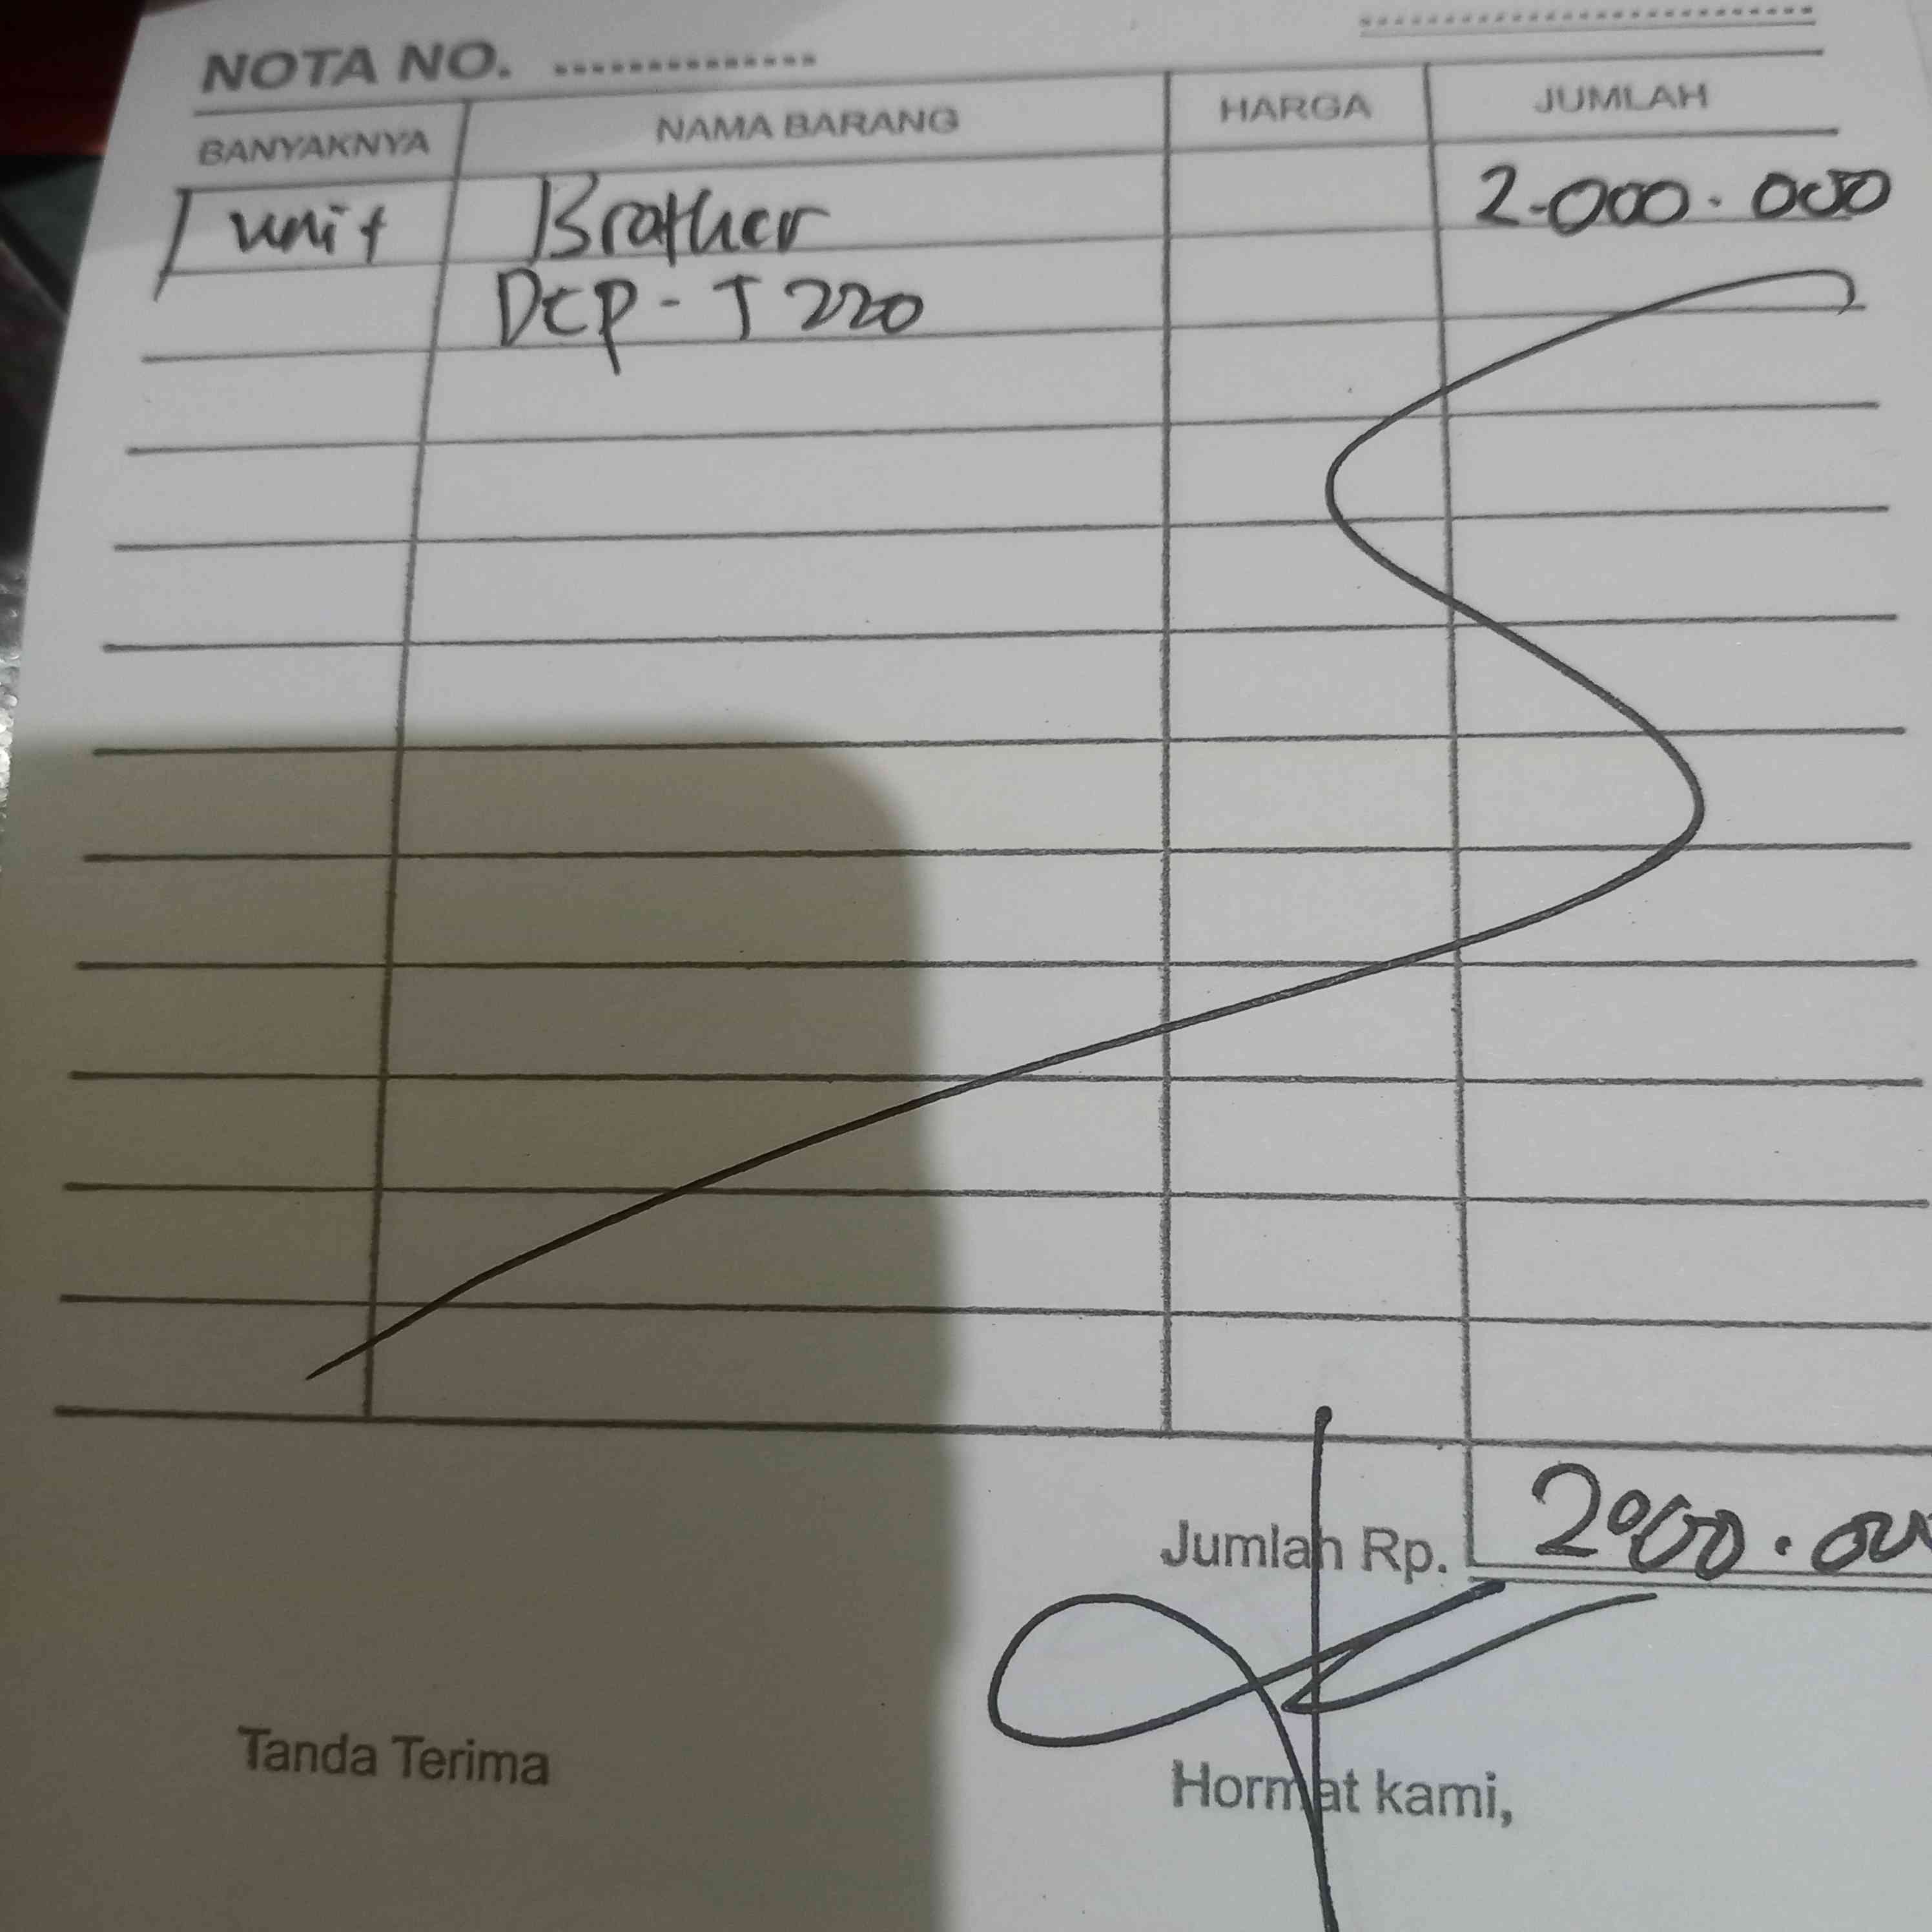 NOTA NO. ...............
BANYAKNYA NAMA BARANG HARGA JUMLAH
1 unit Brother 2.000.000
Dcp - T 220
Jumlah Rp. 2000.00
Tanda Terima Hormat kami,